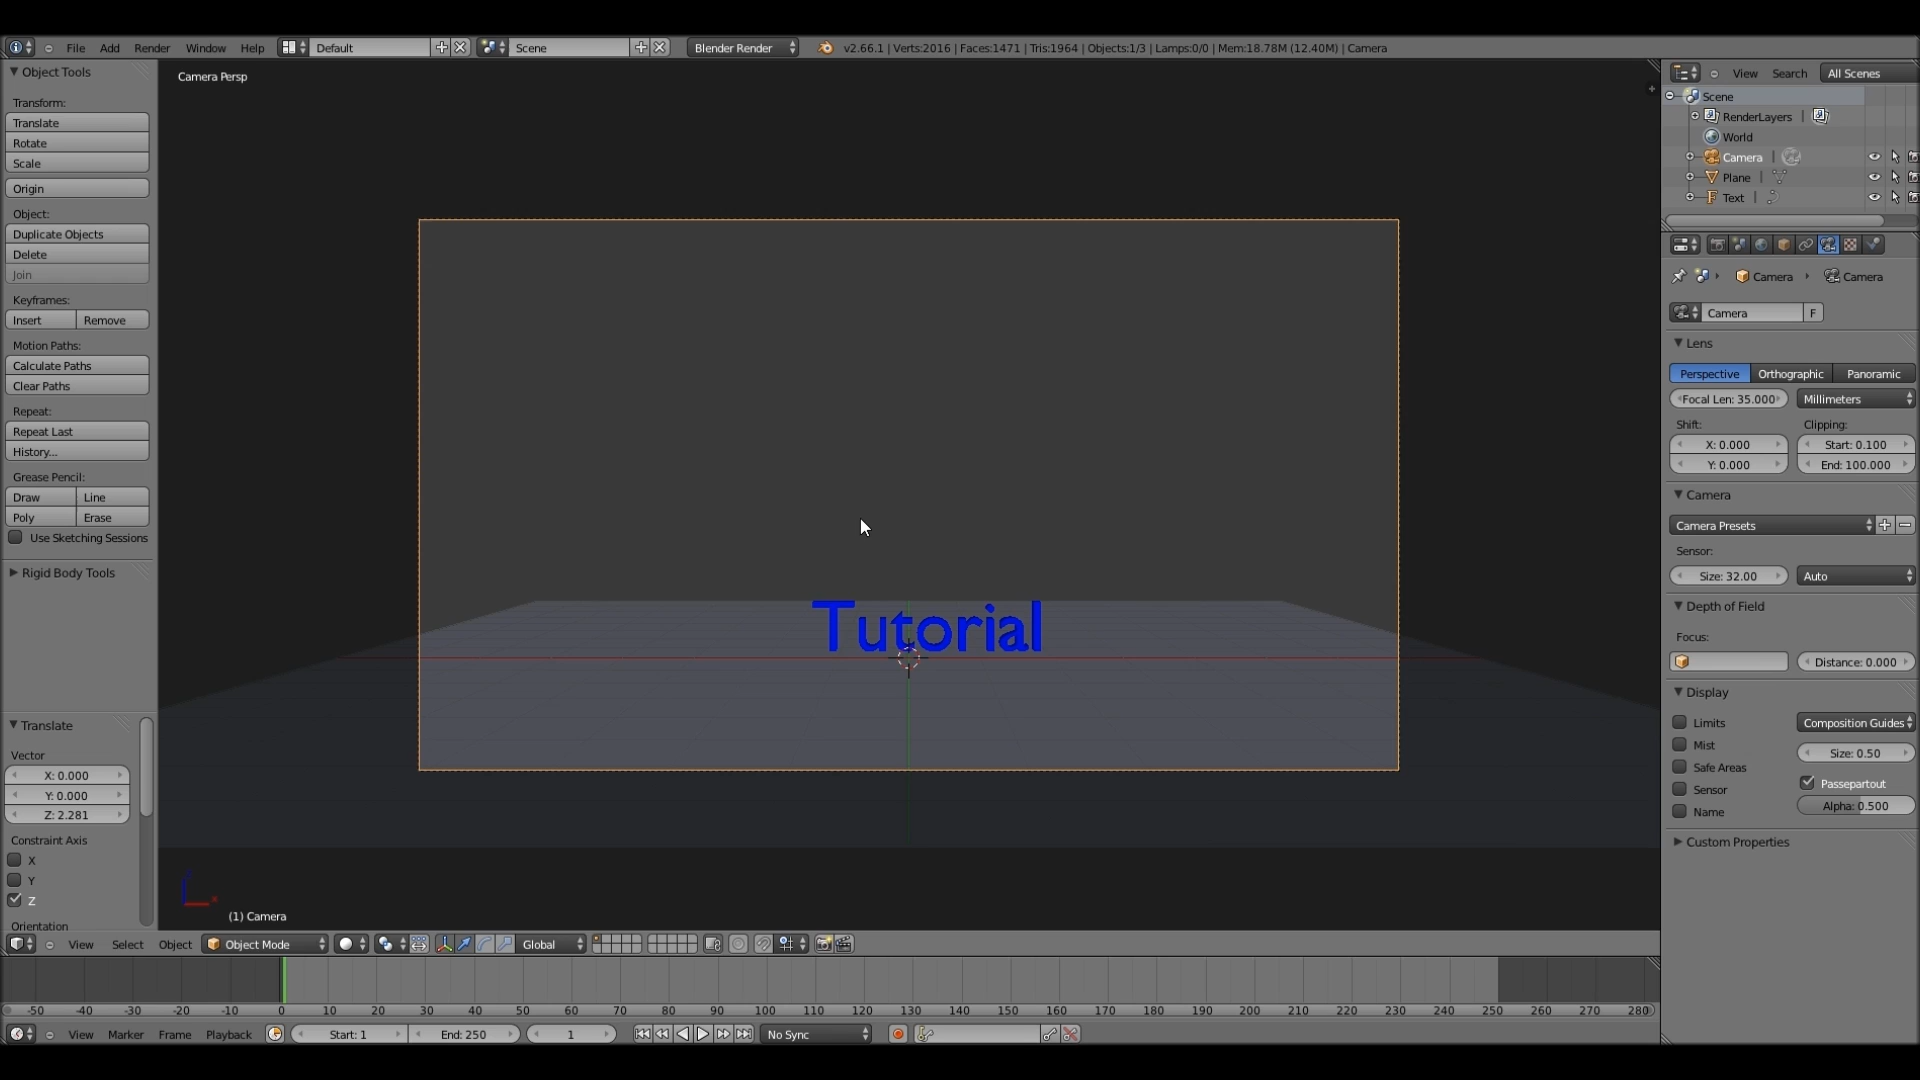 File Add Render Window Help Default Scene Blender Render v2.66.1 | Verts:2016 | Faces:1471 | Tris:1964 | Objects:1/3 | Lamps:0/0 | Mem:18.78M (12.40M) | Camera
Object Tools
Transform:
Translate
Rotate
Scale
Origin
Object:
Duplicate Objects
Delete
Join
Keyframes:
Insert Remove
Motion Paths:
Calculate Paths
Clear Paths
Repeat:
Repeat Last
History...
Grease Pencil:
Draw Line
Poly Erase
Use Sketching Sessions
Rigid Body Tools
Translate
Vector
X: 0.000
Y: 0.000
Z: 2.281
Constraint Axis
X
Y
Z
Orientation
Camera Persp
Tutorial
(1) Camera
View Search All Scenes
Scene
RenderLayers |
World
Camera |
Plane |
Text |
Camera Camera
Camera F
Lens
Perspective Orthographic Panoramic
Focal Len: 35.000 Millimeters
Shift: Clipping:
X: 0.000 Start: 0.100
Y: 0.000 End: 100.000
Camera
Camera Presets
Sensor:
Size: 32.00 Auto
Depth of Field
Focus:
Distance: 0.000
Display
Limits Composition Guides
Mist Size: 0.50
Safe Areas Passepartout
Sensor Alpha: 0.500
Name
Custom Properties
View Select Object Object Mode Global
-50 -40 -30 -20 -10 0 10 20 30 40 50 60 70 80 90 100 110 120 130 140 150 160 170 180 190 200 210 220 230 240 250 260 270 280
View Marker Frame Playback Start: 1 End: 250 1 No Sync